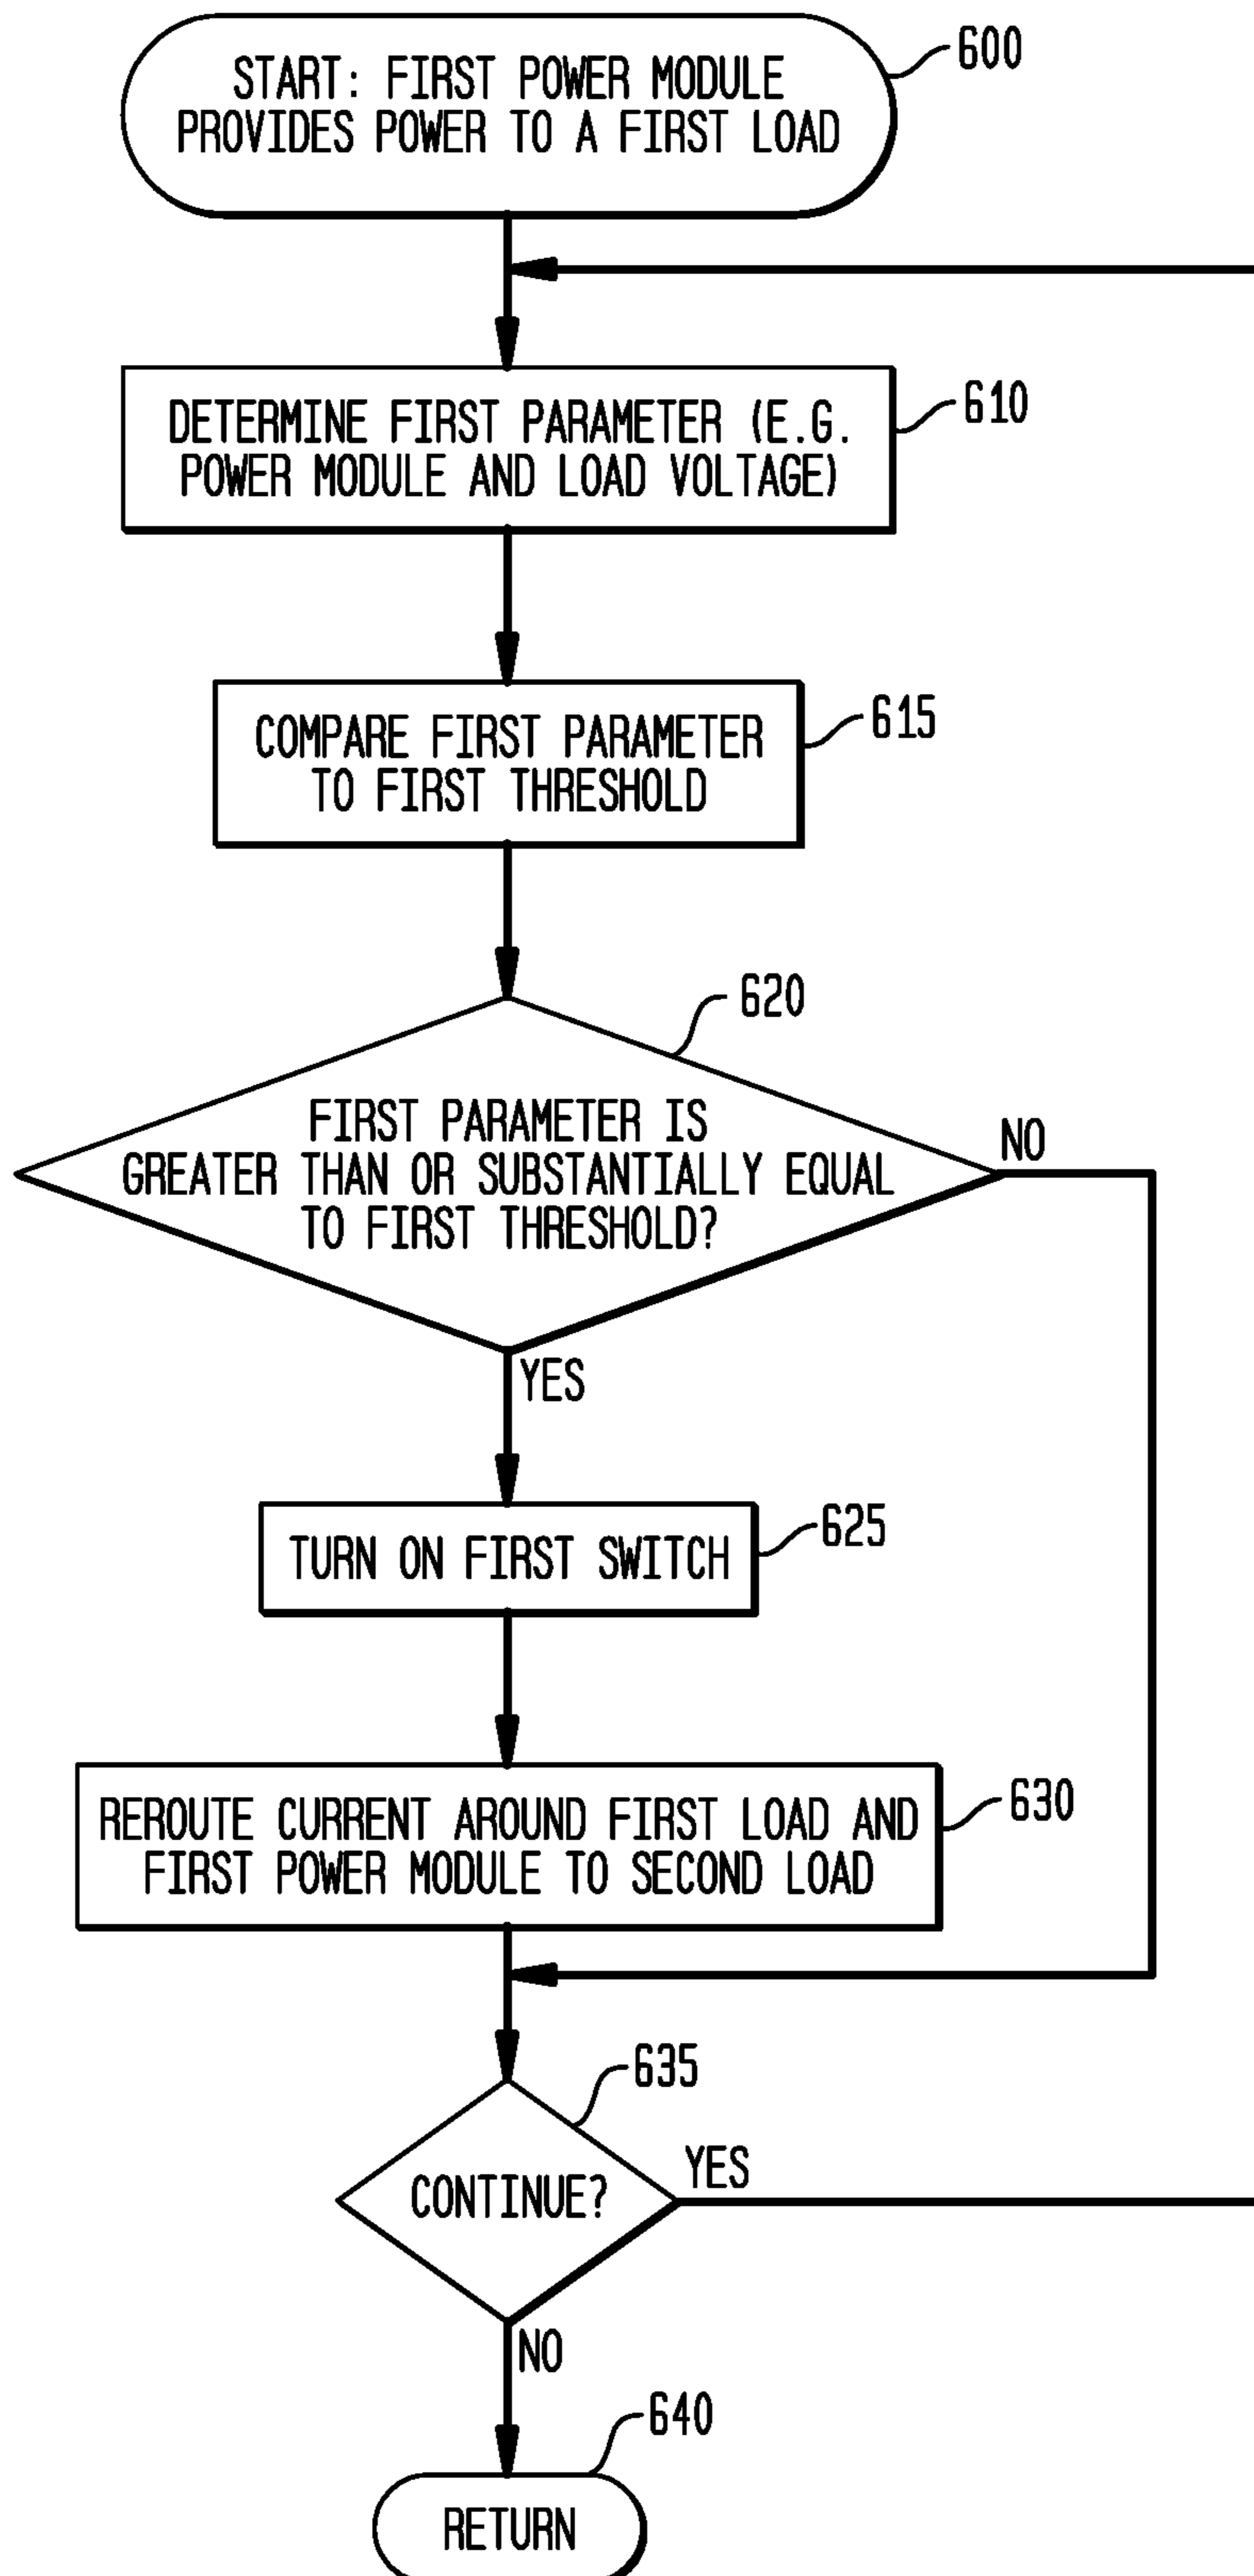 START: FIRST POWER MODULE
PROVIDES POWER TO A FIRST LOAD
600
DETERMINE FIRST PARAMETER (E.G.
POWER MODULE AND LOAD VOLTAGE)
610
COMPARE FIRST PARAMETER
TO FIRST THRESHOLD
615
620
FIRST PARAMETER IS
GREATER THAN OR SUBSTANTIALLY EQUAL
TO FIRST THRESHOLD?
NO
YES
TURN ON FIRST SWITCH
625
REROUTE CURRENT AROUND FIRST LOAD AND
FIRST POWER MODULE TO SECOND LOAD
630
635
CONTINUE?
YES
NO
640
RETURN